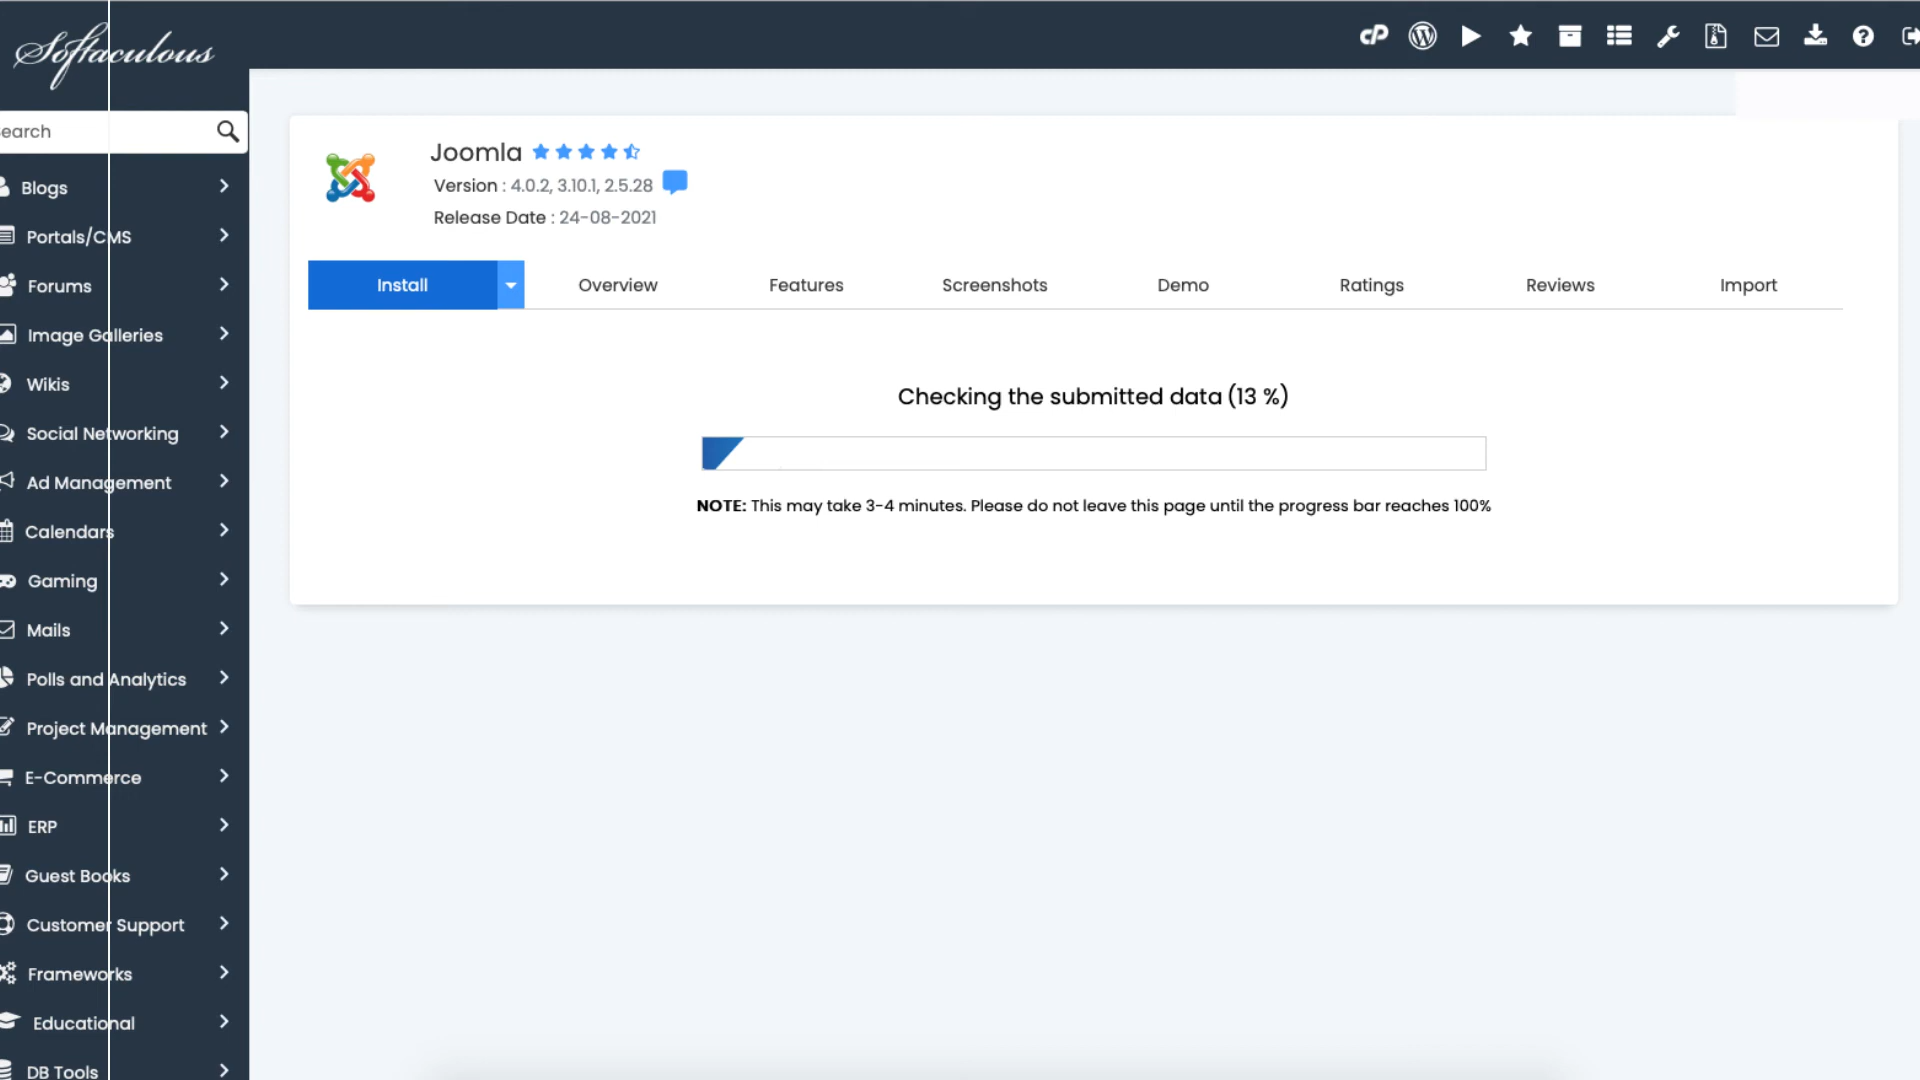 Softaculous
earch
Blogs
Portals/CMS
Forums
Image Galleries
Wikis
Social Networking
Ad Management
Calendars
Gaming
Mails
Polls and Analytics
Project Management
E-Commerce
ERP
Guest Books
Customer Support
Frameworks
Educational
DB Tools
cP
Joomla
Version : 4.0.2, 3.10.1, 2.5.28
Release Date : 24-08-2021
Install Overview Features Screenshots Demo Ratings Reviews Import
Checking the submitted data (13 %)
NOTE: This may take 3-4 minutes. Please do not leave this page until the progress bar reaches 100%